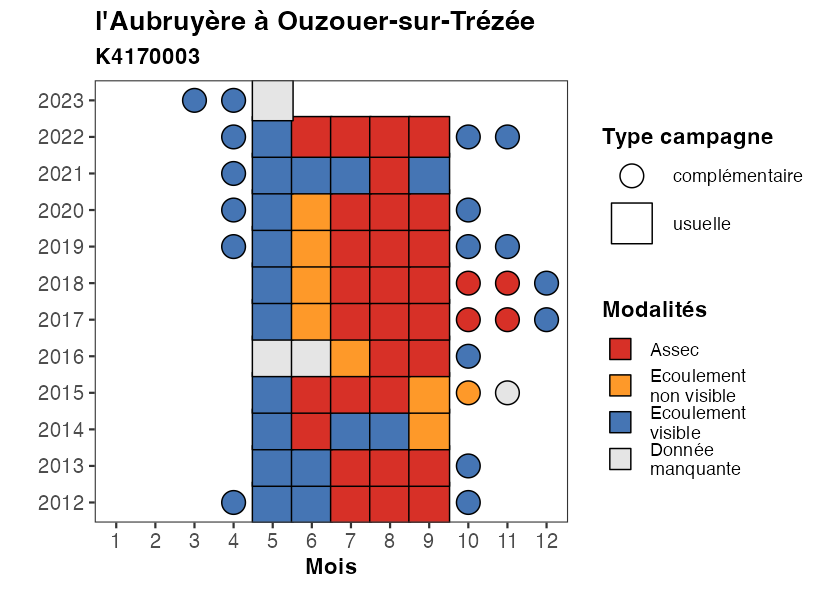 l'Aubruyère à Ouzouer-sur-Trézée
K4170003
2023
2022
2021
2020
2019
2018
2017
2016
2015
2014
2013
2012
1 2 3 4 5 6 7 8 9 10 11 12
Mois
Type campagne
complémentaire
usuelle
Modalités
Assec
Ecoulement
non visible
Ecoulement
visible
Donnée
manquante